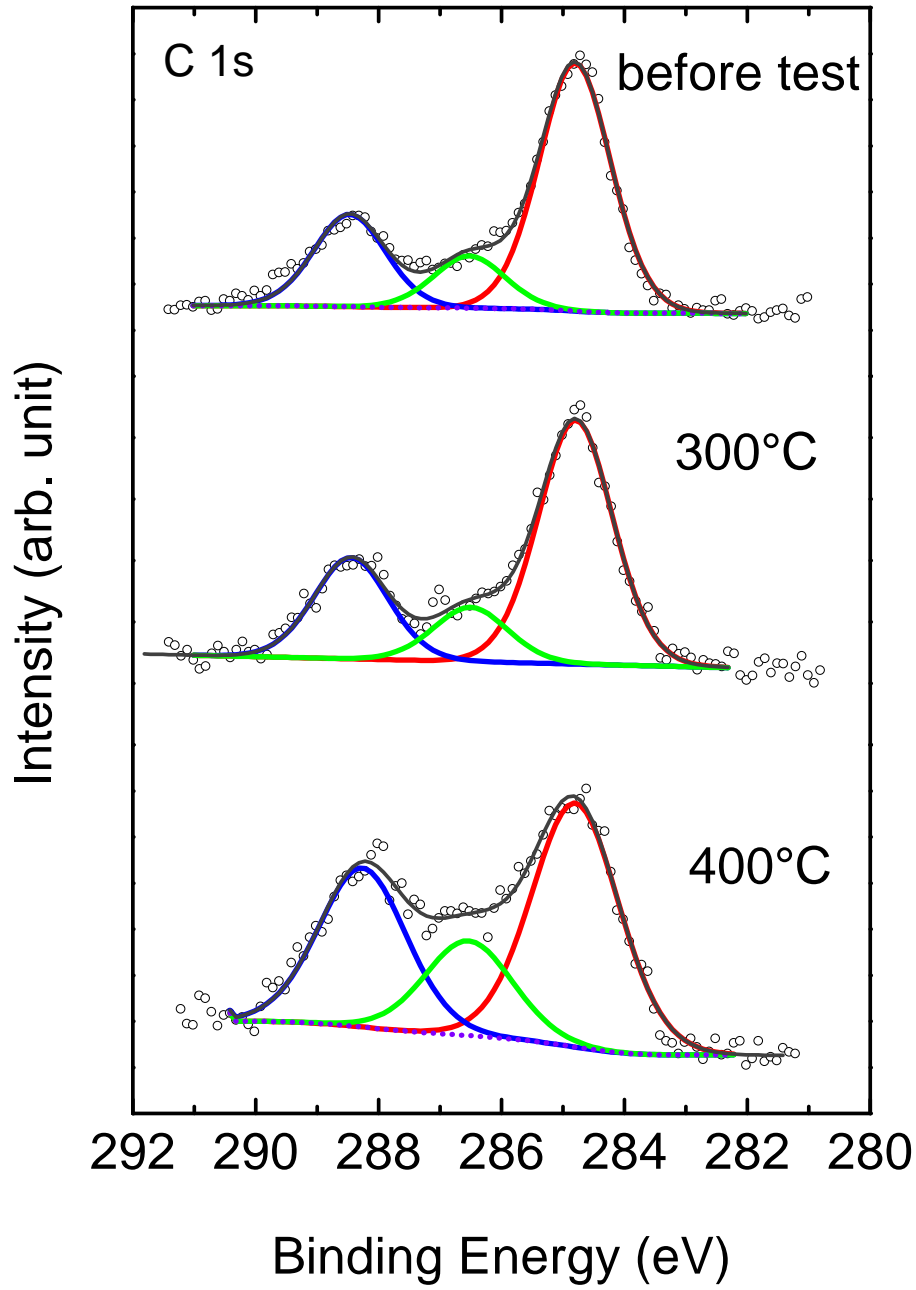 C 1s
before test
300°C
400°C
Intensity (arb. unit)
292 290 288 286 284 282 280
Binding Energy (eV)